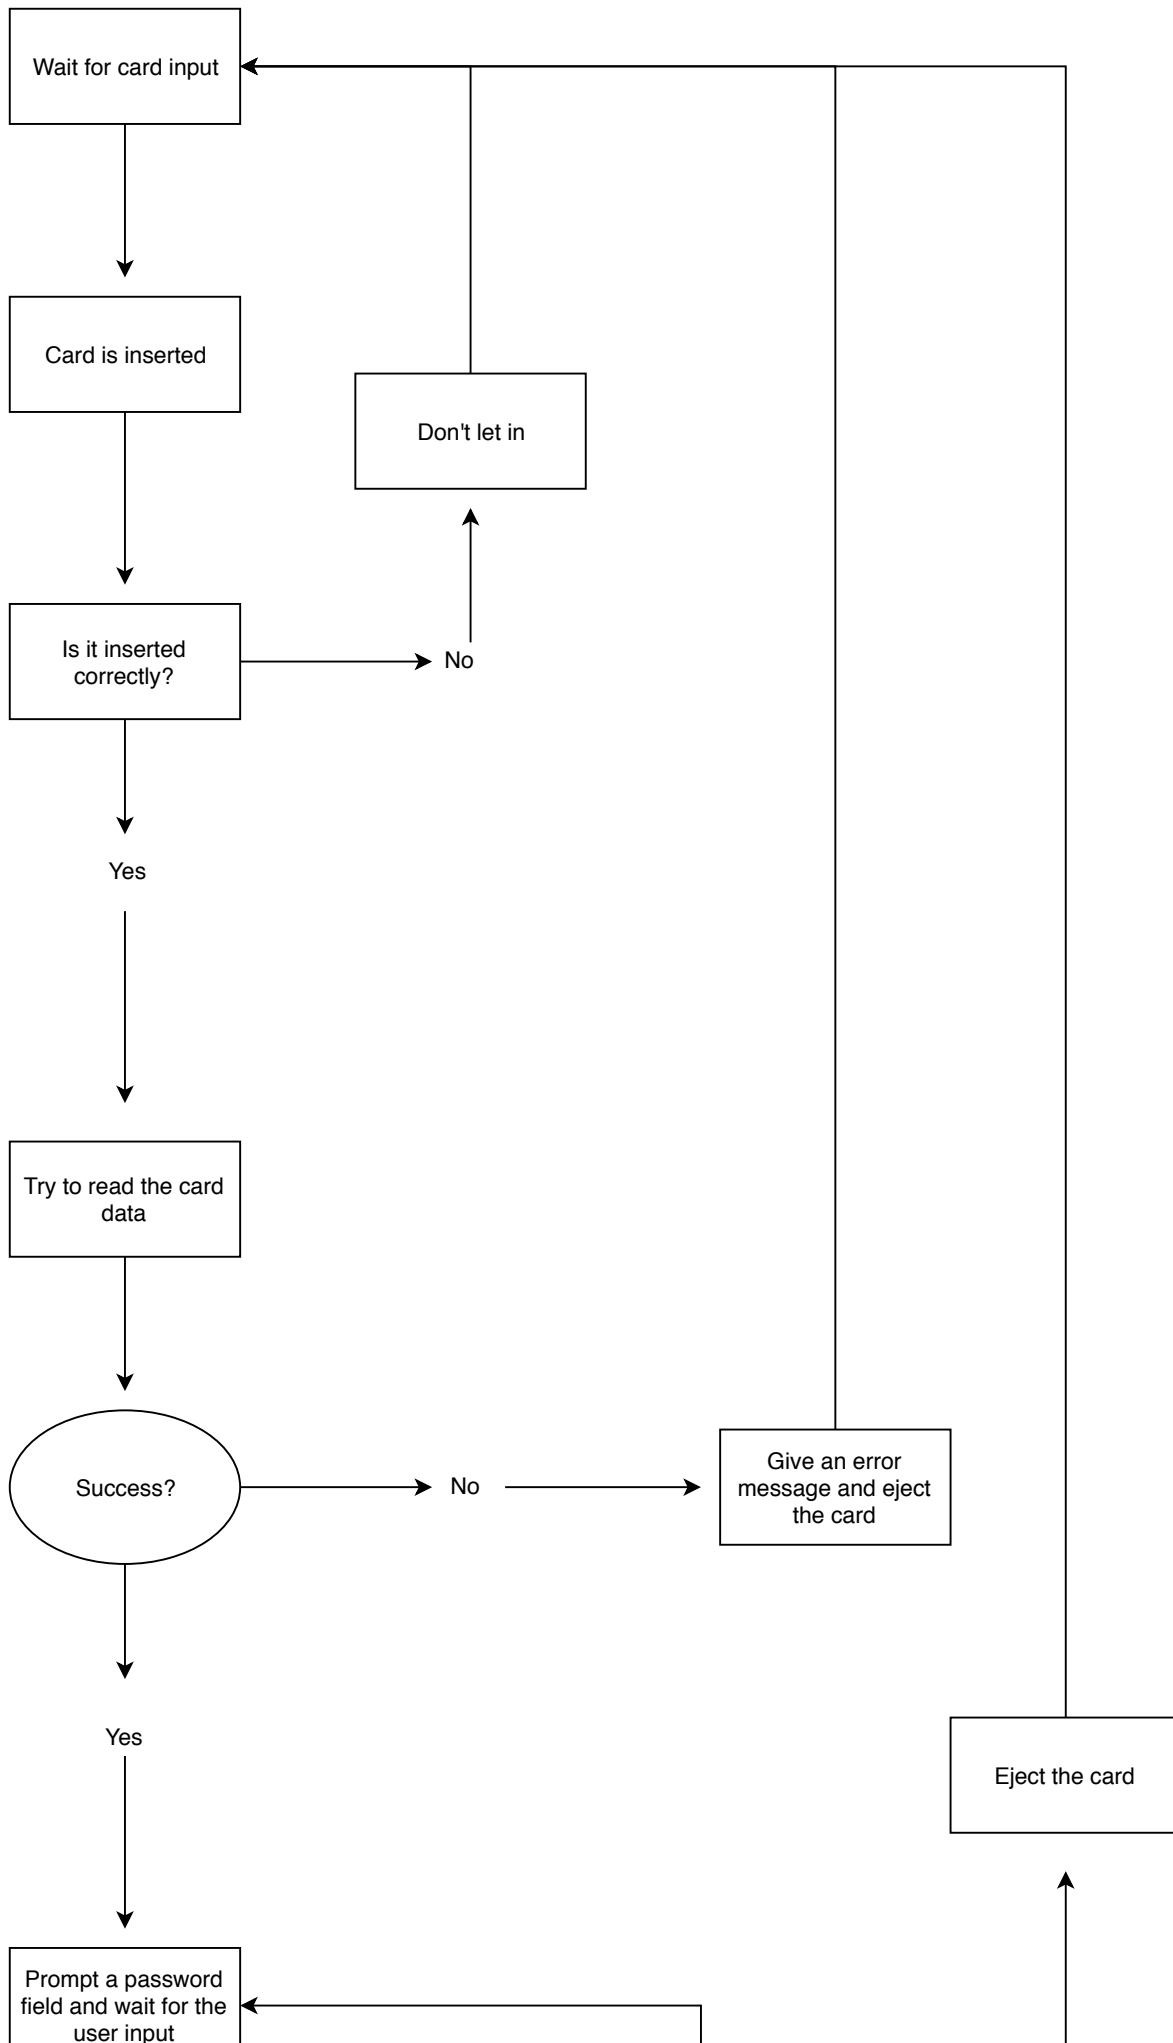 Wait for card input
Card is inserted
Don't let in
Is it inserted
correctly?
No
Yes
Try to read the card
data
Success?
No
Give an error
message and eject
the card
Yes
Eject the card
Prompt a password
field and wait for the
user input